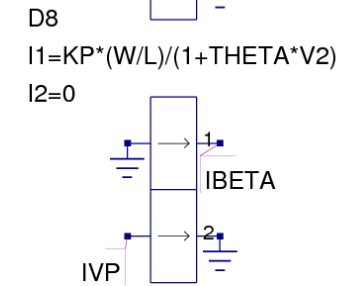 D8
I1=KP*(W/L)/(1+THETA*V2)
I2=0
1
IBETA
2
IVP